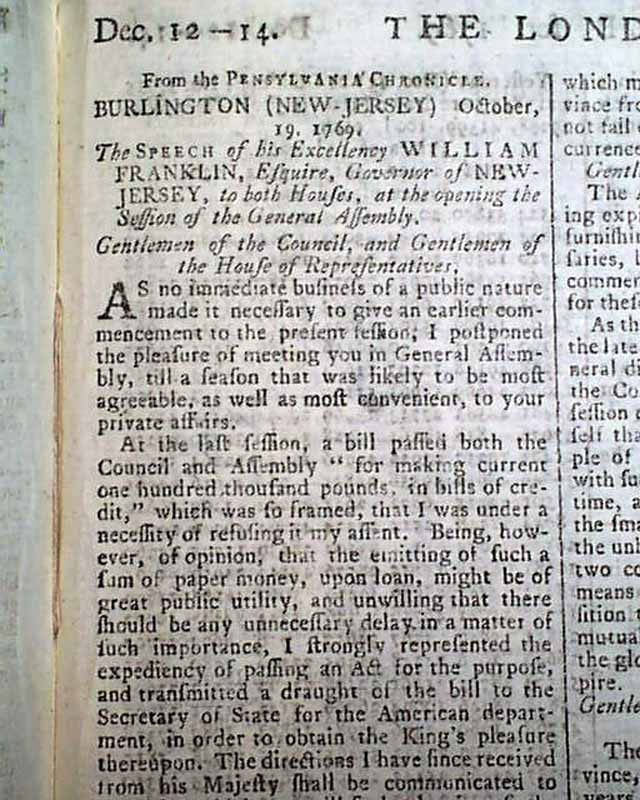 Dec. 12—14.
THE LOND
From the PENSYLVANIA CHRONICLE.
BURLINGTON (NEW-JERSEY) October,
19. 1769.
The SPEECH of his Excellency WILLIAM
FRANKLIN, Eſquire, Governor of NEW-
JERSEY, to both Houſes, at the opening the
Seſſion of the General Aſſembly.
Gentlemen of the Council, and Gentlemen of
the Houſe of Repreſentatives.
AS no immediate buſineſs of a public nature
made it neceſſary to give an earlier com-
mencement to the preſent ſeſſion; I poſtponed
the pleaſure of meeting you in General Aſſem-
bly, till a ſeaſon that was likely to be moſt
agreeable, as well as moſt convenient, to your
private affairs.
At the laſt ſeſſion, a bill paſſed both the
Council and Aſſembly “ for making current
one hundred thouſand pounds, in bills of cre-
dit,” which was ſo framed, that I was under a
neceſſity of refuſing it my aſſent. Being, how-
ever, of opinion, that the emitting of ſuch a
ſum of paper money, upon loan, might be of
great public utility, and unwilling that there
ſhould be any unneceſſary delay in a matter of
ſuch importance, I ſtrongly repreſented the
expediency of paſſing an Act for the purpoſe,
and tranſmitted a draught of the bill to the
Secretary of State for the American depart-
ment, in order to obtain the King's pleaſure
thereupon. The directions I have ſince received
from his Majeſty ſhall be communicated to
which m
vince fr
not fail
currence
Gentl
The A
ing exp
furniſhin
ſaries, b
commer
for theſ
As th
the late
neral di
the Co
ſeſſion
ſelf tha
ple of
with ſu
time, a
the ſma
the uni
two co
means
ſition t
mutua
the glo
pire.
Gentle
The
vince,
years